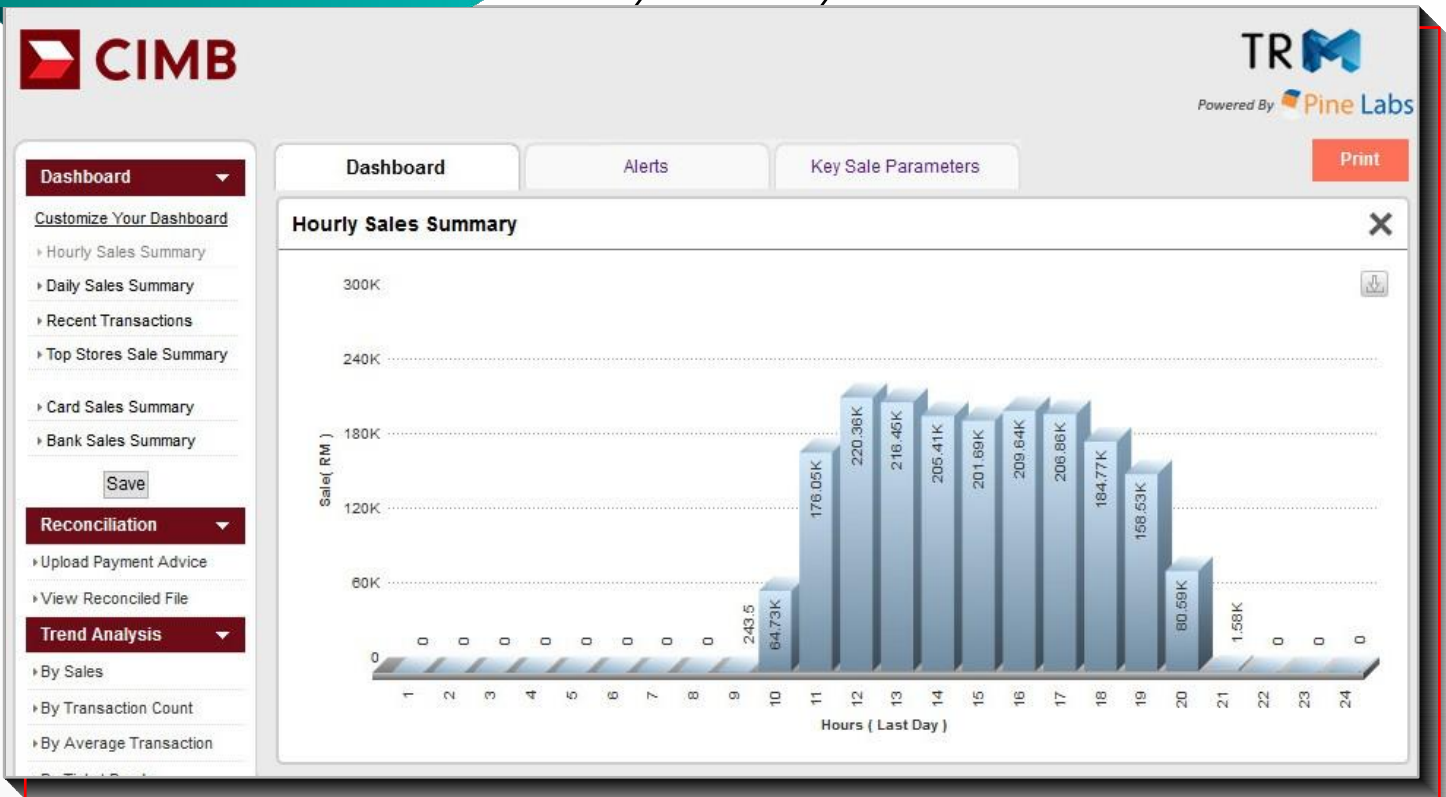 CIMB
TRM
Powered By Pine Labs
Dashboard
Customize Your Dashboard
Hourly Sales Summary
Daily Sales Summary
Recent Transactions
Top Stores Sale Summary
Card Sales Summary
Bank Sales Summary
Save
Reconciliation
Upload Payment Advice
View Reconciled File
Trend Analysis
By Sales
By Transaction Count
By Average Transaction
Dashboard
Alerts
Key Sale Parameters
Print
Hourly Sales Summary
300K
240K
180K
120K
60K
0
Sale( RM )
0 0 0 0 0 0 0 0 243.5 64.73K 176.05K 220.36K 216.45K 205.41K 201.69K 209.64K 206.86K 184.77K 158.53K 80.59K 1.58K 0 0 0
1 2 3 4 5 6 7 8 9 10 11 12 13 14 15 16 17 18 19 20 21 22 23 24
Hours ( Last Day )